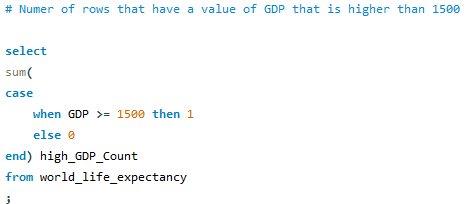 # Numer of rows that have a value of GDP that is higher than 1500
select
sum(
case
    when GDP >= 1500 then 1
    else 0
end) high_GDP_Count
from world_life_expectancy
;